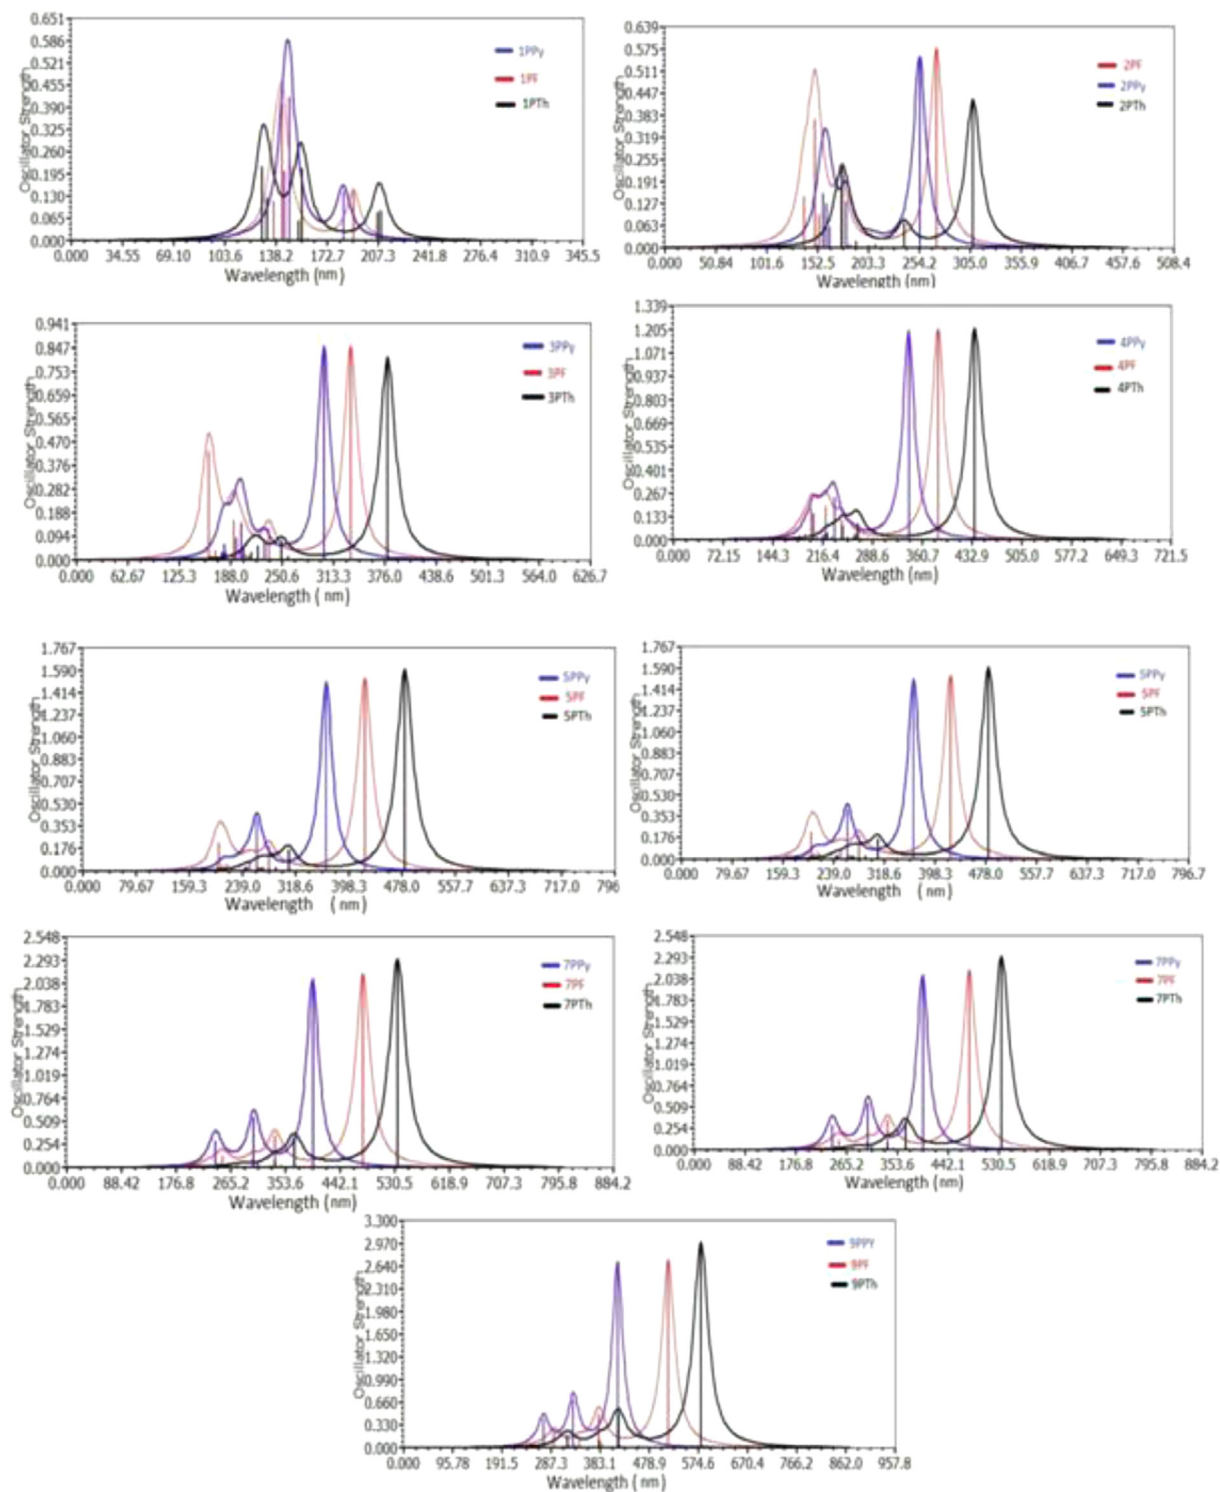 0.651
0.586
0.521
0.455
0.390
0.325
0.260
0.195
0.130
0.065
0.000
Oscillator Strength
1PPy
1PF
1PTh
0.000 34.55 69.10 103.6 138.2 172.7 207.3 241.8 276.4 310.9 345.5
Wavelength (nm)
0.639
0.575
0.511
0.447
0.383
0.319
0.255
0.191
0.127
0.063
0.000
Oscillator Strength
2PF
2PPy
2PTh
0.000 50.84 101.6 152.5 203.3 254.2 305.0 355.9 406.7 457.6 508.4
Wavelength (nm)
0.941
0.847
0.753
0.659
0.565
0.470
0.376
0.282
0.188
0.094
0.000
Oscillator Strength
3PPy
3PF
3PTh
0.000 62.67 125.3 188.0 250.6 313.3 376.0 438.6 501.3 564.0 626.7
Wavelength ( nm)
1.339
1.205
1.071
0.937
0.803
0.669
0.535
0.401
0.267
0.133
0.000
Oscillator Strength
4PPy
4PF
4PTh
0.000 72.15 144.3 216.4 288.6 360.7 432.9 505.0 577.2 649.3 721.5
Wavelength (nm)
1.767
1.590
1.414
1.237
1.060
0.883
0.707
0.530
0.353
0.176
0.000
Oscillator Strength
5PPy
5PF
5PTh
0.000 79.67 159.3 239.0 318.6 398.3 478.0 557.7 637.3 717.0 796
Wavelength ( nm)
1.767
1.590
1.414
1.237
1.060
0.883
0.707
0.530
0.353
0.176
0.000
Oscillator Strength
5PPy
5PF
5PTh
0.000 79.67 159.3 239.0 318.6 398.3 478.0 557.7 637.3 717.0 796.7
Wavelength ( nm)
2.548
2.293
2.038
1.783
1.529
1.274
1.019
0.764
0.509
0.254
0.000
Oscillator Strength
7PPy
7PF
7PTh
0.000 88.42 176.8 265.2 353.6 442.1 530.5 618.9 707.3 795.8 884.2
Wavelength (nm)
2.548
2.293
2.038
1.783
1.529
1.274
1.019
0.764
0.509
0.254
0.000
Oscillator Strength
7PPy
7PF
7PTh
0.000 88.42 176.8 265.2 353.6 442.1 530.5 618.9 707.3 795.8 884.2
Wavelength (nm)
3.300
2.970
2.640
2.310
1.980
1.650
1.320
0.990
0.660
0.330
0.000
Oscillator Strength
9PPY
9PF
9PTh
0.000 95.78 191.5 287.3 383.1 478.9 574.6 670.4 766.2 862.0 957.8
Wavelength ( nm)